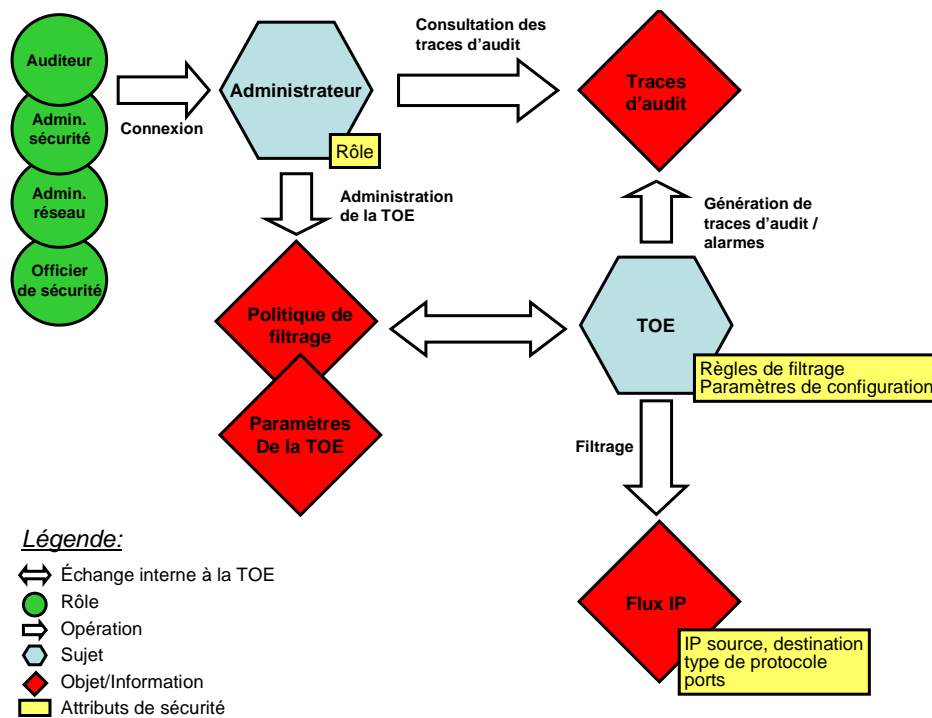 Auditeur
Admin.
sécurité
Admin.
réseau
Officier
de sécurité
Connexion
Administrateur
Rôle
Consultation des
traces d'audit
Traces
d'audit
Administration
de la TOE
Génération de
traces d'audit /
alarmes
Politique de
filtrage
Paramètres
De la TOE
TOE
Règles de filtrage
Paramètres de configuration
Filtrage
Flux IP
IP source, destination
type de protocole
ports
Légende:
Échange interne à la TOE
Rôle
Opération
Sujet
Objet/Information
Attributs de sécurité